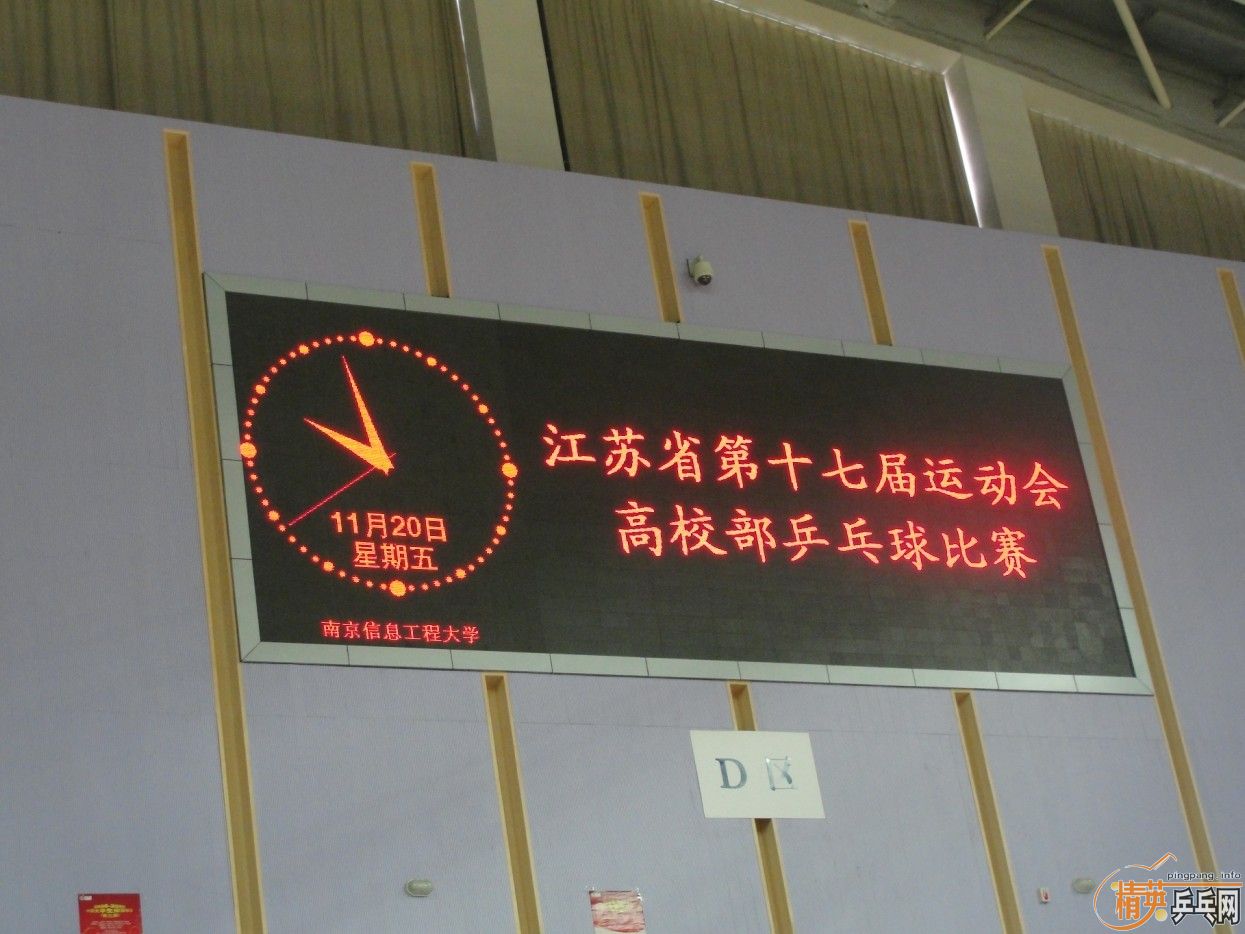 江苏省第十七届运动会
高校部乒乓球比赛
11月20日
星期五
南京信息工程大学
D区
pingpang.info
精英乒乓网